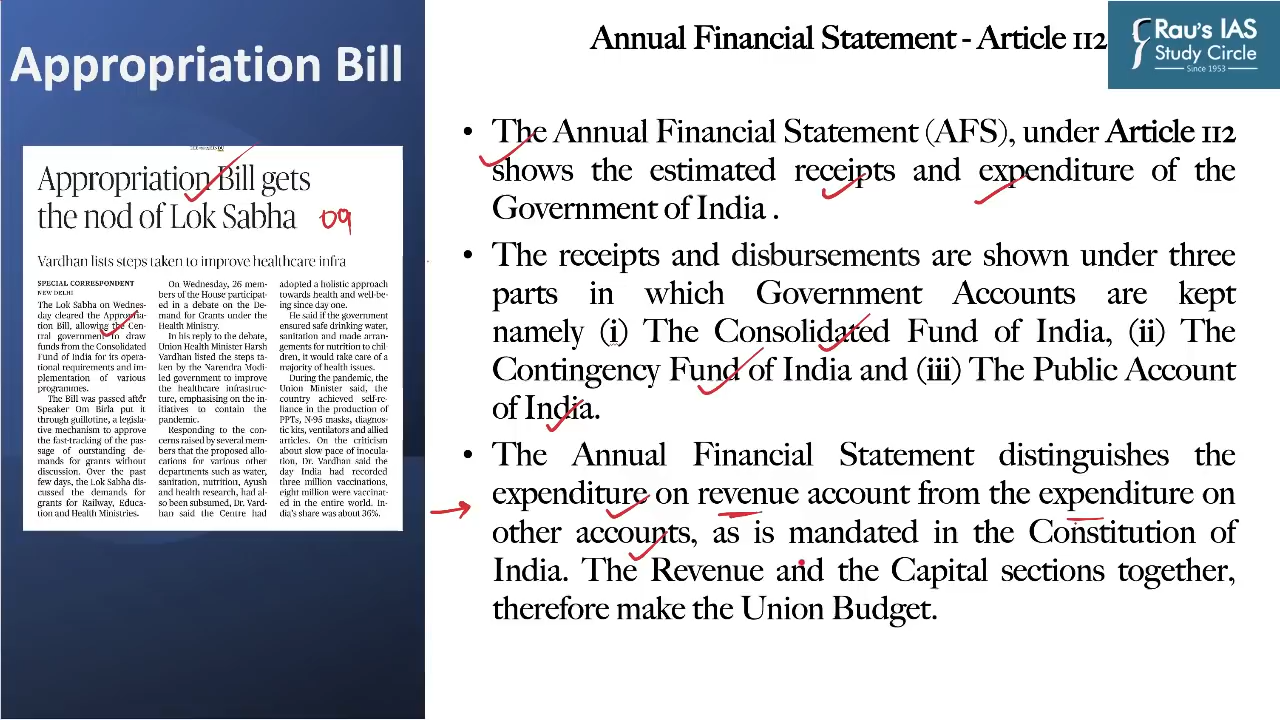 Appropriation Bill
Appropriation Bill gets
the nod of Lok Sabha
09
Vardhan lists steps taken to improve healthcare infra
SPECIAL CORRESPONDENT
NEW DELHI
The Lok Sabha on Wednes-
day cleared the Appropria-
tion Bill, allowing the Cen-
tral government to draw
funds from the Consolidated
Fund of India for its opera-
tional requirements and im-
plementation of various
programmes.
The Bill was passed after
Speaker Om Birla put it
through guillotine, a legisla-
tive mechanism to approve
the fast-tracking of the pas-
sage of outstanding de-
mands for grants without
discussion. Over the past
few days, the Lok Sabha dis-
cussed the demands for
grants for Railway, Educa-
tion and Health Ministries.
On Wednesday, 26 mem-
bers of the House participat-
ed in a debate on the De-
mand for Grants under the
Health Ministry.
In his reply to the debate,
Union Health Minister Harsh
Vardhan listed the steps ta-
ken by the Narendra Modi-
led government to improve
the healthcare infrastruc-
ture, emphasising on the in-
itiatives to contain the
pandemic.
Responding to the con-
cerns raised by several mem-
bers that the proposed allo-
cations for various other
departments such as water,
sanitation, nutrition, Ayush
and health research, had al-
so been subsumed, Dr. Vard-
han said the Centre had
adopted a holistic approach
towards health and well-be-
ing since day one.
He said if the government
ensured safe drinking water,
sanitation and made arran-
gements for nutrition to chil-
dren, it would take care of a
majority of health issues.
During the pandemic, the
Union Minister said, the
country achieved self-re-
liance in the production of
PPTs, N-95 masks, diagnos-
tic kits, ventilators and allied
articles. On the criticism
about slow pace of inocula-
tion, Dr. Vardhan said the
day India had recorded
three million vaccinations,
eight million were vaccinat-
ed in the entire world. In-
dia's share was about 36%.
Annual Financial Statement - Article 112
Rau's IAS
Study Circle
Since 1953
• The Annual Financial Statement (AFS), under Article 112
shows the estimated receipts and expenditure of the
Government of India .
• The receipts and disbursements are shown under three
parts in which Government Accounts are kept
namely (i) The Consolidated Fund of India, (ii) The
Contingency Fund of India and (iii) The Public Account
of India.
• The Annual Financial Statement distinguishes the
expenditure on revenue account from the expenditure on
other accounts, as is mandated in the Constitution of
India. The Revenue and the Capital sections together,
therefore make the Union Budget.